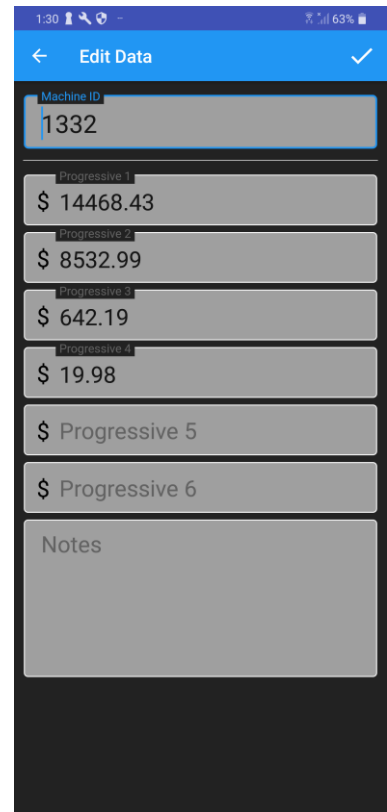 1:30
63%
Edit Data
Machine ID
1332
Progressive 1
$ 14468.43
Progressive 2
$ 8532.99
Progressive 3
$ 642.19
Progressive 4
$ 19.98
$ Progressive 5
$ Progressive 6
Notes